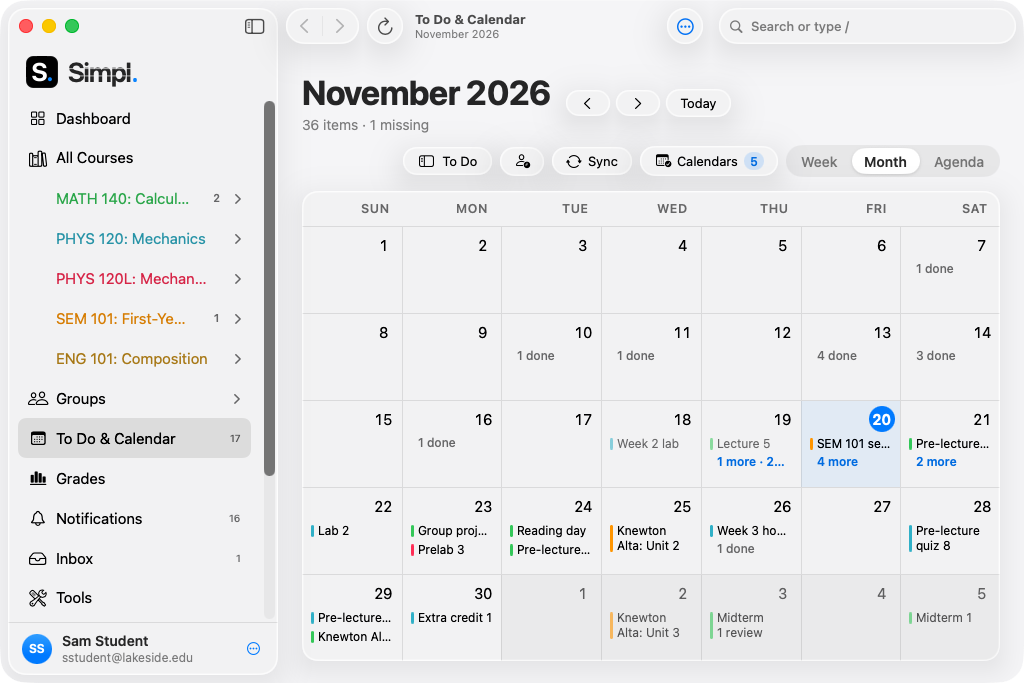 To Do & Calendar
November 2026
Search or type /
S.
Simpl.
Dashboard
All Courses
MATH 140: Calcul... 2
PHYS 120: Mechanics
PHYS 120L: Mechan...
SEM 101: First-Ye... 1
ENG 101: Composition
Groups
To Do & Calendar 17
Grades
Notifications 16
Inbox 1
Tools
SS
Sam Student
sstudent@lakeside.edu
November 2026
36 items · 1 missing
Today
To Do
Sync
Calendars 5
Week
Month
Agenda
SUN MON TUE WED THU FRI SAT
1 2 3 4 5 6 7
1 done
8 9 10 11 12 13 14
1 done
1 done
4 done
3 done
15 16 17 18 19 20 21
1 done
Week 2 lab
Lecture 5
1 more · 2...
SEM 101 se...
4 more
Pre-lecture...
2 more
22 23 24 25 26 27 28
Lab 2
Group proj...
Prelab 3
Reading day
Pre-lecture...
Knewton
Alta: Unit 2
Week 3 ho...
1 done
Pre-lecture
quiz 8
29 30 1 2 3 4 5
Pre-lecture...
Knewton Al...
Extra credit 1
Knewton
Alta: Unit 3
Midterm
1 review
Midterm 1